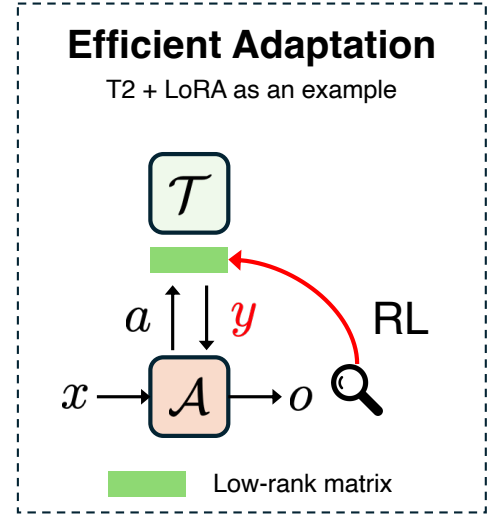 Efficient Adaptation
T2 + LoRA as an example
𝒯
a y
RL
x 𝒜 o
Low-rank matrix